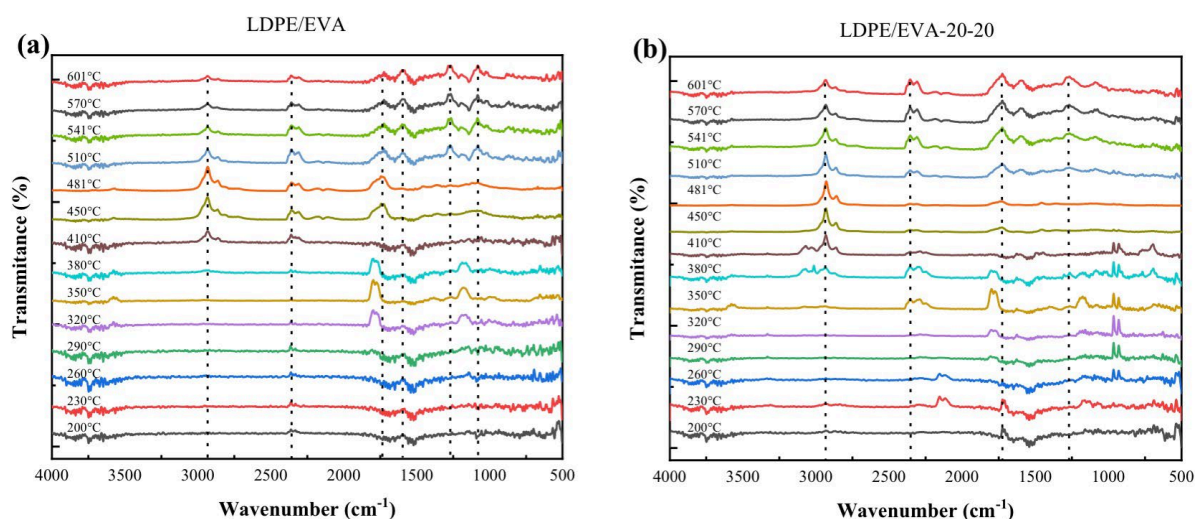 LDPE/EVA
(a)
Transmitance (%)
601°C
570°C
541°C
510°C
481°C
450°C
410°C
380°C
350°C
320°C
290°C
260°C
230°C
200°C
4000 3500 3000 2500 2000 1500 1000 500
Wavenumber (cm-1)
LDPE/EVA-20-20
(b)
Transmitance (%)
601°C
570°C
541°C
510°C
481°C
450°C
410°C
380°C
350°C
320°C
290°C
260°C
230°C
200°C
4000 3500 3000 2500 2000 1500 1000 500
Wavenumber (cm-1)